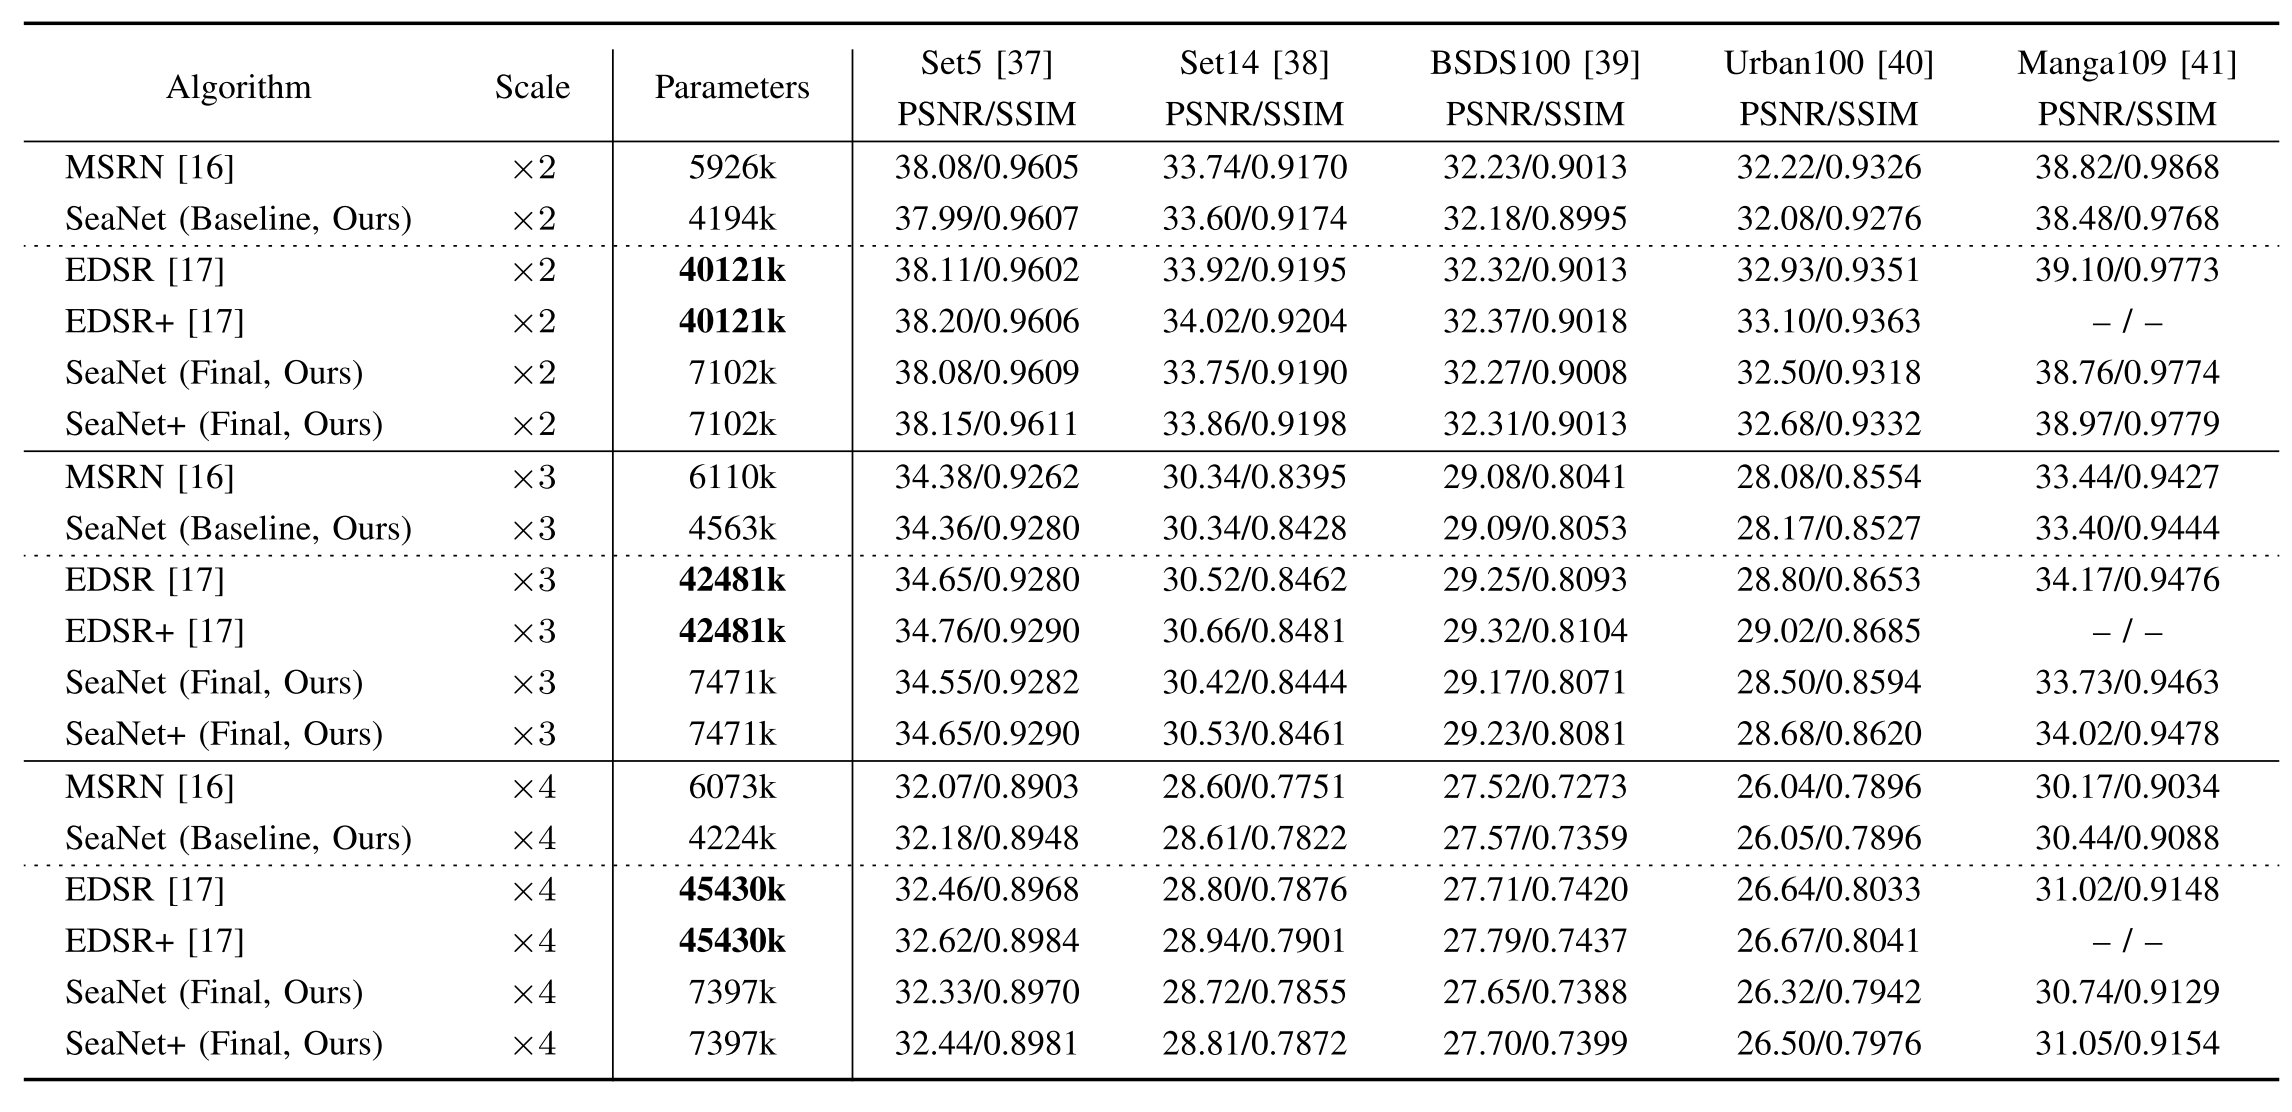 Algorithm Scale Parameters Set5 [37] Set14 [38] BSDS100 [39] Urban100 [40] Manga109 [41]
PSNR/SSIM PSNR/SSIM PSNR/SSIM PSNR/SSIM PSNR/SSIM
MSRN [16] ×2 5926k 38.08/0.9605 33.74/0.9170 32.23/0.9013 32.22/0.9326 38.82/0.9868
SeaNet (Baseline, Ours) ×2 4194k 37.99/0.9607 33.60/0.9174 32.18/0.8995 32.08/0.9276 38.48/0.9768
EDSR [17] ×2 40121k 38.11/0.9602 33.92/0.9195 32.32/0.9013 32.93/0.9351 39.10/0.9773
EDSR+ [17] ×2 40121k 38.20/0.9606 34.02/0.9204 32.37/0.9018 33.10/0.9363 – / –
SeaNet (Final, Ours) ×2 7102k 38.08/0.9609 33.75/0.9190 32.27/0.9008 32.50/0.9318 38.76/0.9774
SeaNet+ (Final, Ours) ×2 7102k 38.15/0.9611 33.86/0.9198 32.31/0.9013 32.68/0.9332 38.97/0.9779
MSRN [16] ×3 6110k 34.38/0.9262 30.34/0.8395 29.08/0.8041 28.08/0.8554 33.44/0.9427
SeaNet (Baseline, Ours) ×3 4563k 34.36/0.9280 30.34/0.8428 29.09/0.8053 28.17/0.8527 33.40/0.9444
EDSR [17] ×3 42481k 34.65/0.9280 30.52/0.8462 29.25/0.8093 28.80/0.8653 34.17/0.9476
EDSR+ [17] ×3 42481k 34.76/0.9290 30.66/0.8481 29.32/0.8104 29.02/0.8685 – / –
SeaNet (Final, Ours) ×3 7471k 34.55/0.9282 30.42/0.8444 29.17/0.8071 28.50/0.8594 33.73/0.9463
SeaNet+ (Final, Ours) ×3 7471k 34.65/0.9290 30.53/0.8461 29.23/0.8081 28.68/0.8620 34.02/0.9478
MSRN [16] ×4 6073k 32.07/0.8903 28.60/0.7751 27.52/0.7273 26.04/0.7896 30.17/0.9034
SeaNet (Baseline, Ours) ×4 4224k 32.18/0.8948 28.61/0.7822 27.57/0.7359 26.05/0.7896 30.44/0.9088
EDSR [17] ×4 45430k 32.46/0.8968 28.80/0.7876 27.71/0.7420 26.64/0.8033 31.02/0.9148
EDSR+ [17] ×4 45430k 32.62/0.8984 28.94/0.7901 27.79/0.7437 26.67/0.8041 – / –
SeaNet (Final, Ours) ×4 7397k 32.33/0.8970 28.72/0.7855 27.65/0.7388 26.32/0.7942 30.74/0.9129
SeaNet+ (Final, Ours) ×4 7397k 32.44/0.8981 28.81/0.7872 27.70/0.7399 26.50/0.7976 31.05/0.9154